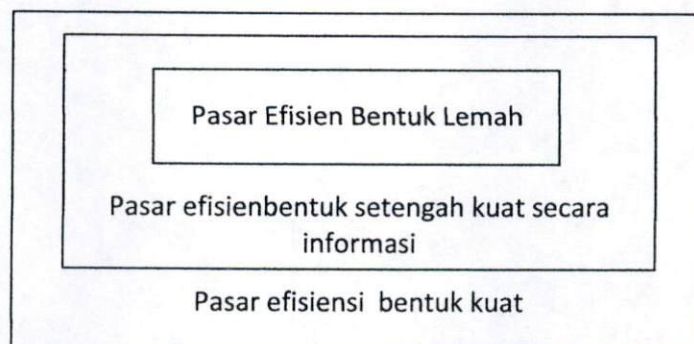 Pasar Efisien Bentuk Lemah
Pasar efisienbentuk setengah kuat secara
informasi
Pasar efisiensi bentuk kuat